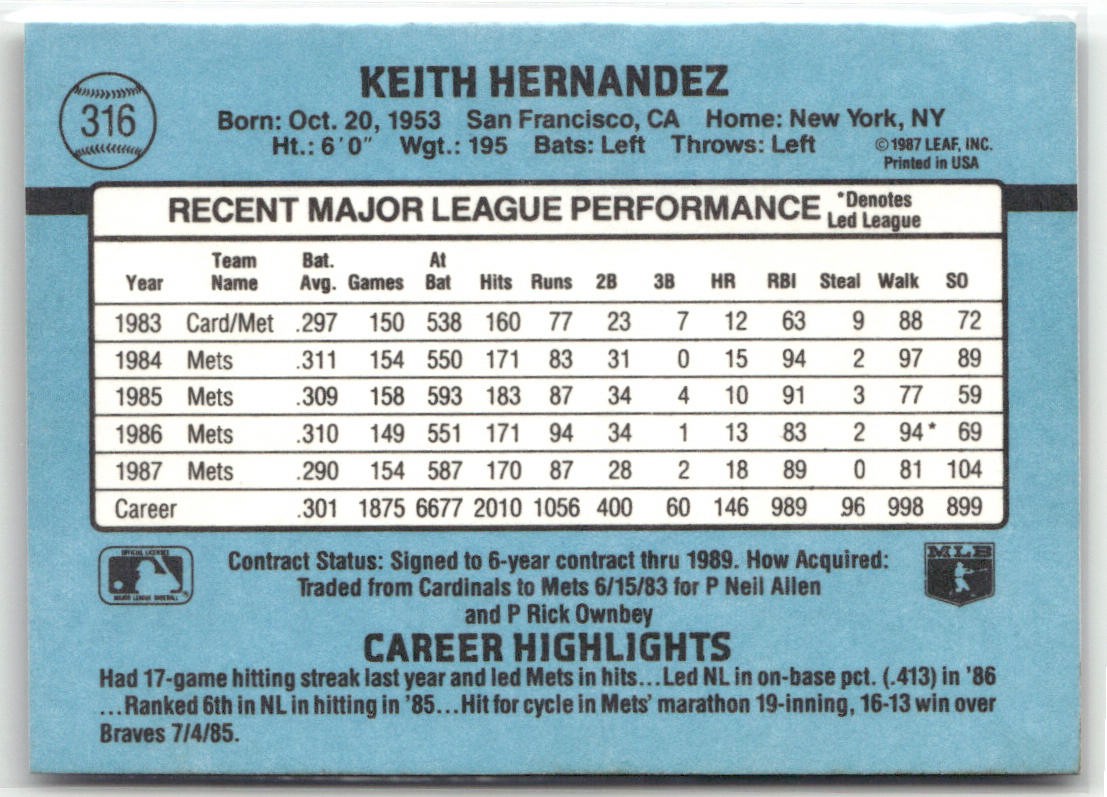 316
KEITH HERNANDEZ
Born: Oct. 20, 1953 San Francisco, CA Home: New York, NY
Ht.: 6'0" Wgt.: 195 Bats: Left Throws: Left
©1987 LEAF, INC.
Printed in USA
RECENT MAJOR LEAGUE PERFORMANCE
*Denotes
Led League
Year Team Name Bat. Avg. Games At Bat Hits Runs 2B 3B HR RBI Steal Walk SO
1983 Card/Met .297 150 538 160 77 23 7 12 63 9 88 72
1984 Mets .311 154 550 171 83 31 0 15 94 2 97 89
1985 Mets .309 158 593 183 87 34 4 10 91 3 77 59
1986 Mets .310 149 551 171 94 34 1 13 83 2 94* 69
1987 Mets .290 154 587 170 87 28 2 18 89 0 81 104
Career .301 1875 6677 2010 1056 400 60 146 989 96 998 899
OFFICIAL LICENSEE
MAJOR LEAGUE BASEBALL
MLB
Contract Status: Signed to 6-year contract thru 1989. How Acquired:
Traded from Cardinals to Mets 6/15/83 for P Neil Allen
and P Rick Ownbey
CAREER HIGHLIGHTS
Had 17-game hitting streak last year and led Mets in hits...Led NL in on-base pct. (.413) in '86
...Ranked 6th in NL in hitting in '85...Hit for cycle in Mets' marathon 19-inning, 16-13 win over
Braves 7/4/85.